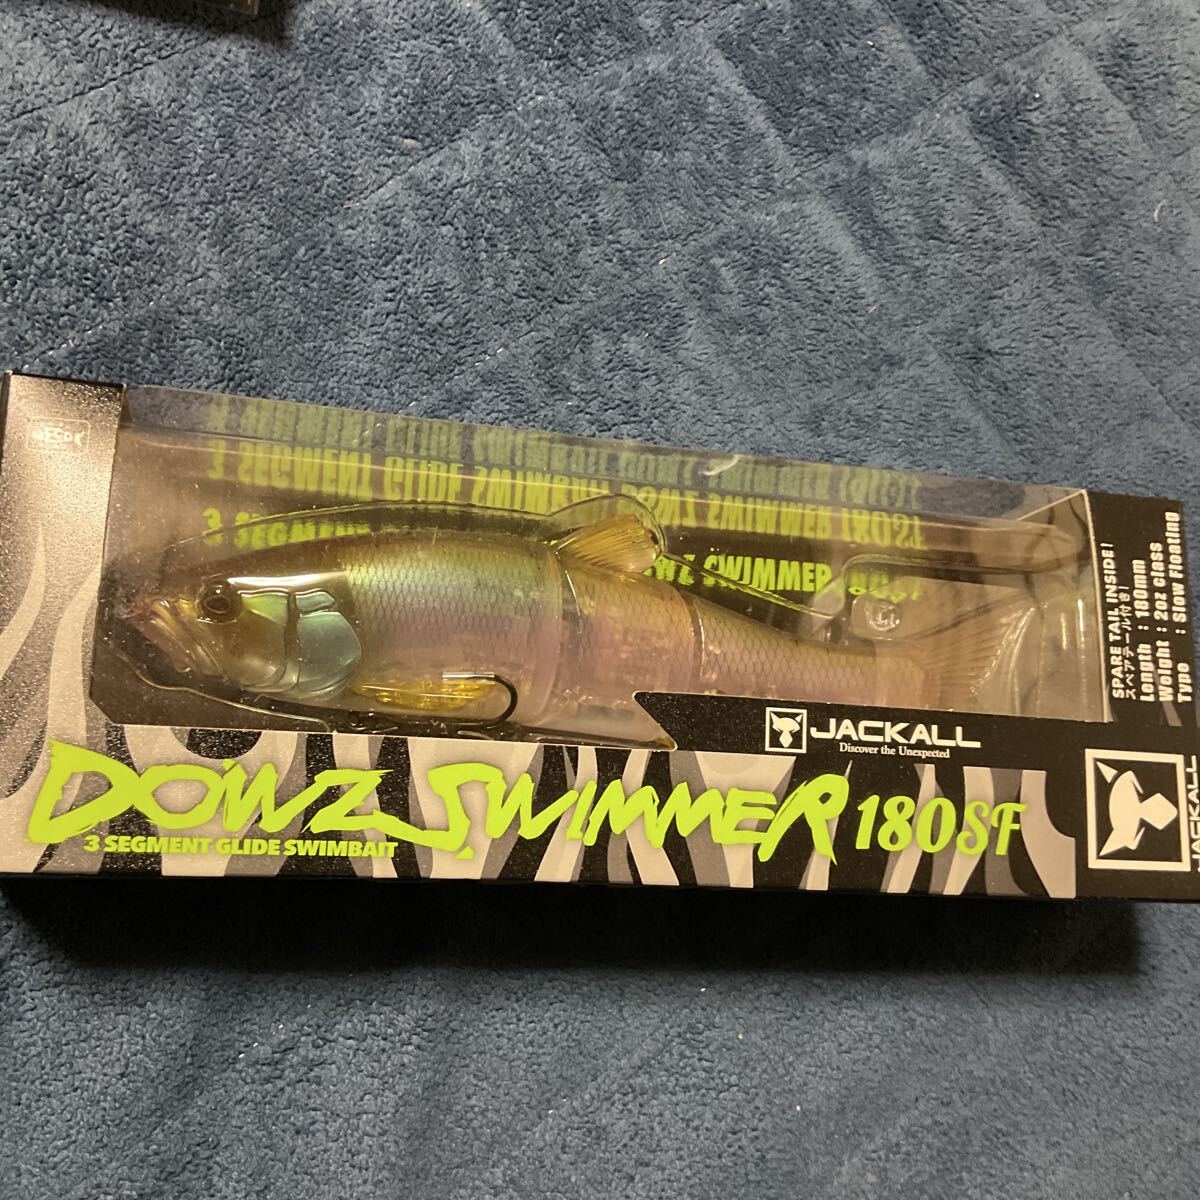 3 SEGMENT GLIDE SWIMBAIT DOWZ SWIMMER 180SF
SPARE TAIL INSIDE!
スペアテール付き!
Length : 180mm
Weight : 2oz class
Type : Slow Floating
JACKALL
Discover the Unexpected
DOWZ SWIMMER 180SF
3 SEGMENT GLIDE SWIMBAIT
JACKALL